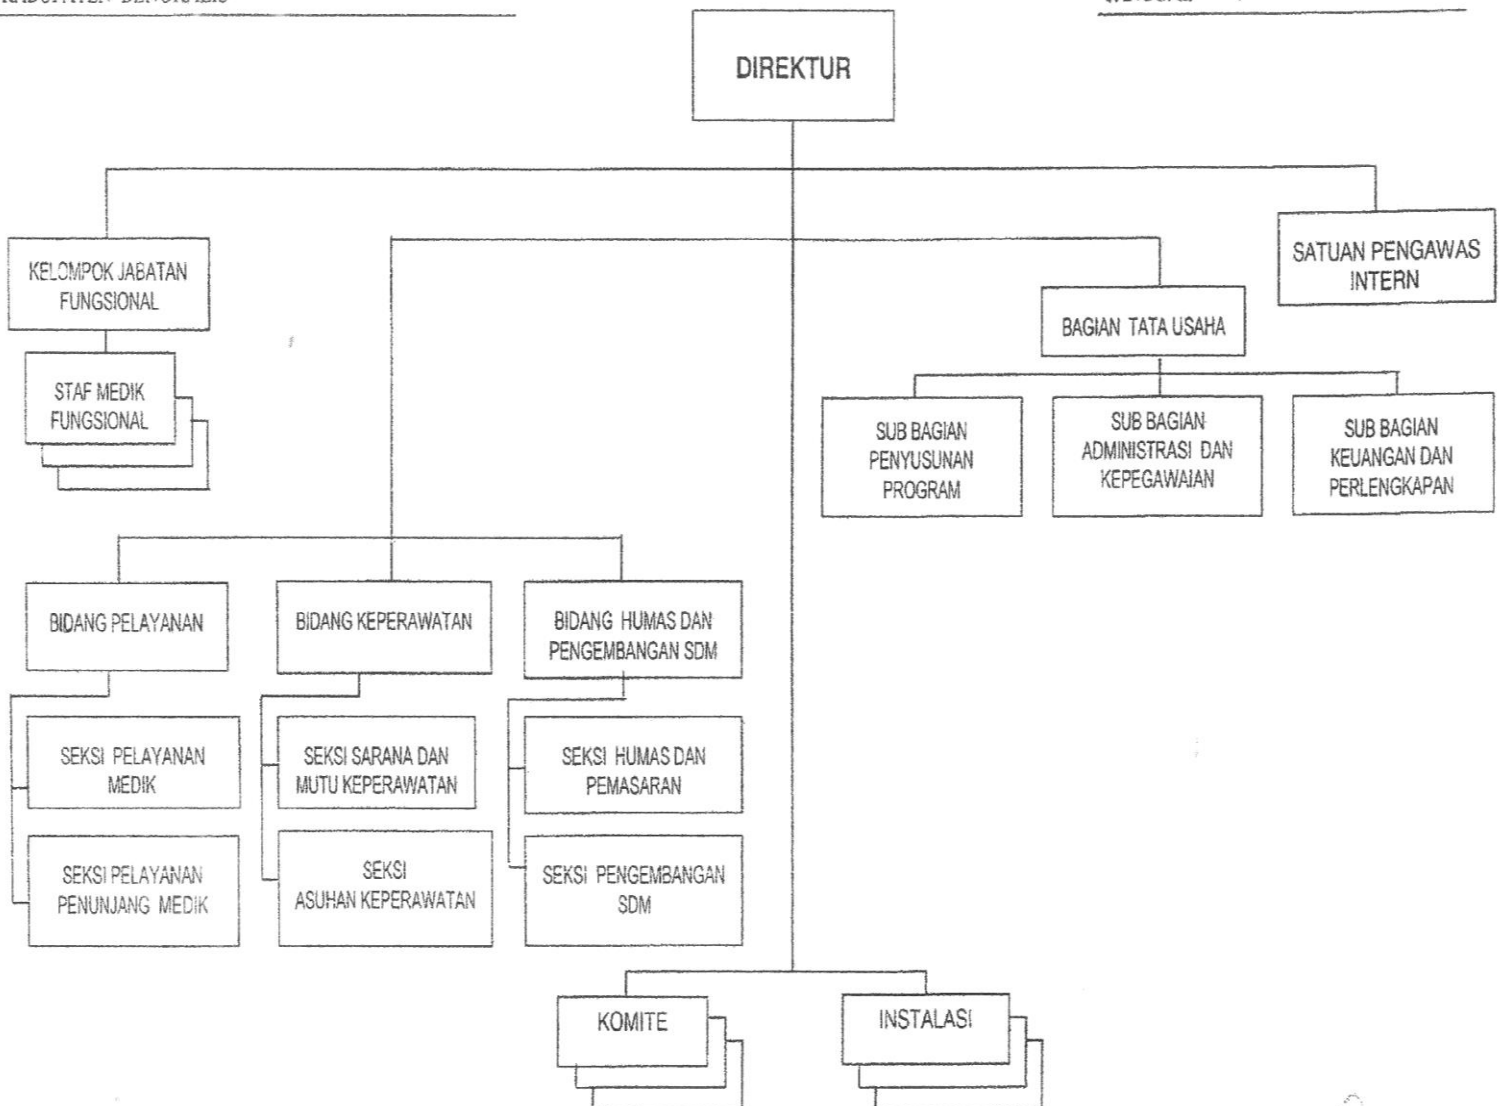 DIREKTUR
KELOMPOK JABATAN
FUNGSIONAL
SATUAN PENGAWAS
INTERN
BAGIAN TATA USAHA
STAF MEDIK
FUNGSIONAL
SUB BAGIAN
PENYUSUNAN
PROGRAM
SUB BAGIAN
ADMINISTRASI DAN
KEPEGAWAIAN
SUB BAGIAN
KEUANGAN DAN
PERLENGKAPAN
BIDANG PELAYANAN
BIDANG KEPERAWATAN
BIDANG HUMAS DAN
PENGEMBANGAN SDM
SEKSI PELAYANAN
MEDIK
SEKSI SARANA DAN
MUTU KEPERAWATAN
SEKSI HUMAS DAN
PEMASARAN
SEKSI PELAYANAN
PENUNJANG MEDIK
SEKSI
ASUHAN KEPERAWATAN
SEKSI PENGEMBANGAN
SDM
KOMITE
INSTALASI